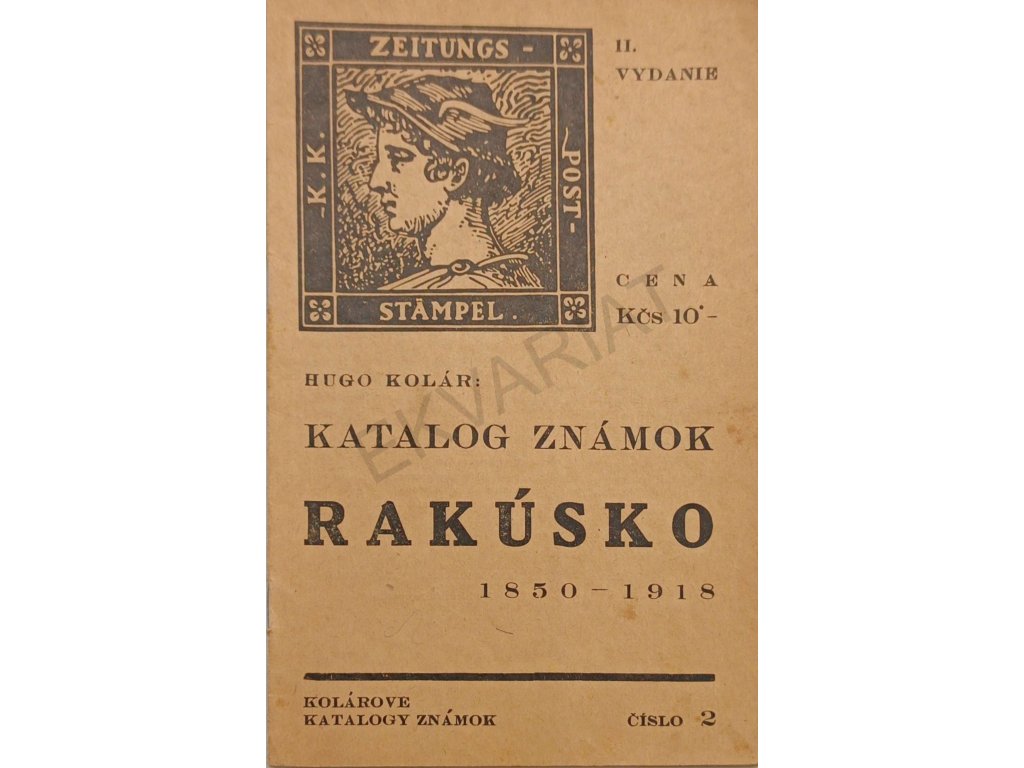 ZEITUNGS -
- K. K.
POST -
STÄMPEL.
II.
VYDANIE
CENA
Kčs 10·-
HUGO KOLÁR:
KATALOG ZNÁMOK
RAKÚSKO
1850-1918
KOLÁROVE
KATALOGY ZNÁMOK
ČÍSLO 2
EKVARIAT